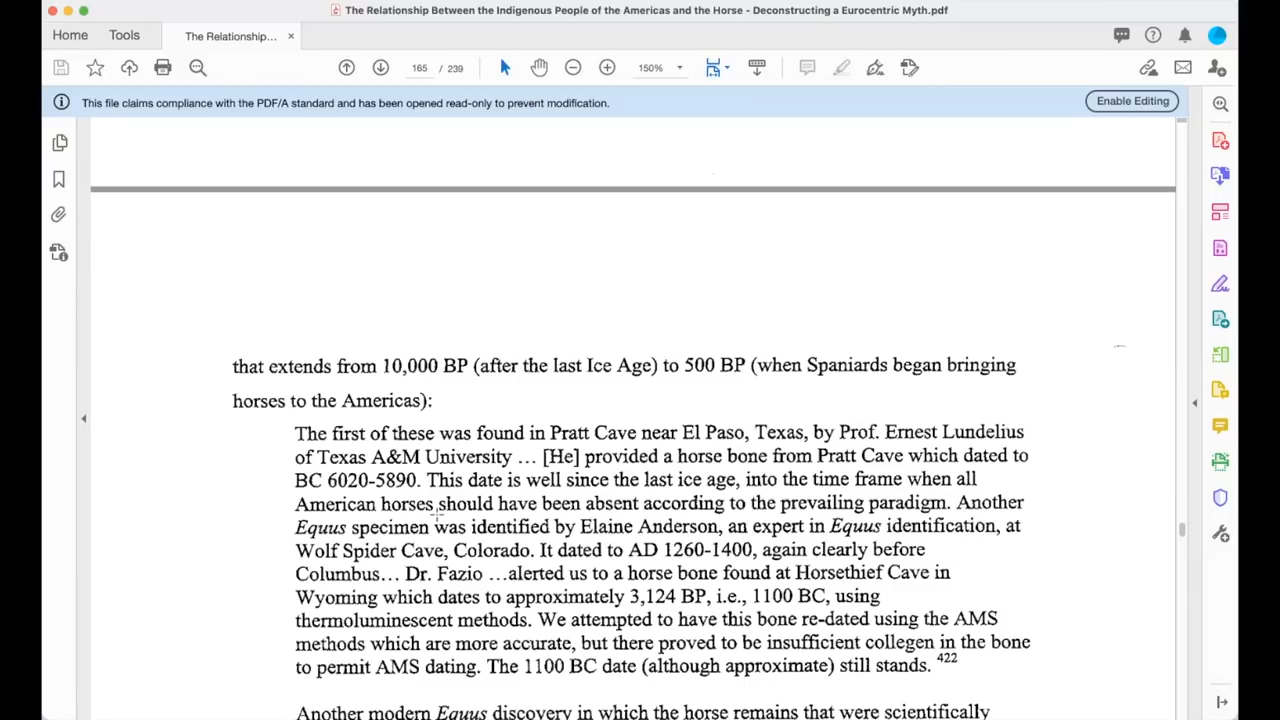 The Relationship Between the Indigenous People of the Americas and the Horse - Deconstructing a Eurocentric Myth.pdf
Home Tools The Relationship... ×
165 / 239 150%
This file claims compliance with the PDF/A standard and has been opened read-only to prevent modification. Enable Editing
that extends from 10,000 BP (after the last Ice Age) to 500 BP (when Spaniards began bringing
horses to the Americas):
The first of these was found in Pratt Cave near El Paso, Texas, by Prof. Ernest Lundelius
of Texas A&M University … [He] provided a horse bone from Pratt Cave which dated to
BC 6020-5890. This date is well since the last ice age, into the time frame when all
American horses should have been absent according to the prevailing paradigm. Another
Equus specimen was identified by Elaine Anderson, an expert in Equus identification, at
Wolf Spider Cave, Colorado. It dated to AD 1260-1400, again clearly before
Columbus… Dr. Fazio …alerted us to a horse bone found at Horsethief Cave in
Wyoming which dates to approximately 3,124 BP, i.e., 1100 BC, using
thermoluminescent methods. We attempted to have this bone re-dated using the AMS
methods which are more accurate, but there proved to be insufficient collegen in the bone
to permit AMS dating. The 1100 BC date (although approximate) still stands. 422
Another modern Equus discovery in which the horse remains that were scientifically